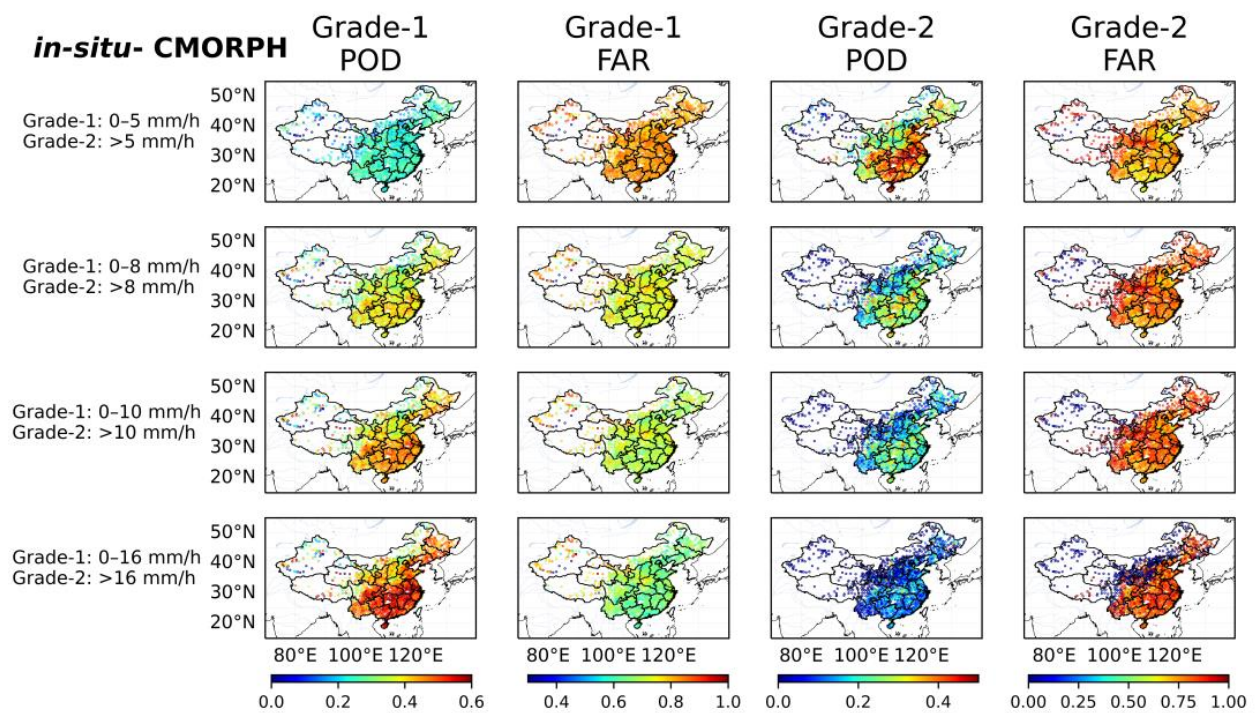 in-situ- CMORPH
Grade-1
POD
Grade-1
FAR
Grade-2
POD
Grade-2
FAR
Grade-1: 0–5 mm/h
Grade-2: >5 mm/h
50°N
40°N
30°N
20°N
Grade-1: 0–8 mm/h
Grade-2: >8 mm/h
50°N
40°N
30°N
20°N
Grade-1: 0–10 mm/h
Grade-2: >10 mm/h
50°N
40°N
30°N
20°N
Grade-1: 0–16 mm/h
Grade-2: >16 mm/h
50°N
40°N
30°N
20°N
80°E 100°E 120°E
80°E 100°E 120°E
80°E 100°E 120°E
80°E 100°E 120°E
0.0 0.2 0.4 0.6
0.4 0.6 0.8 1.0
0.0 0.2 0.4
0.00 0.25 0.50 0.75 1.00